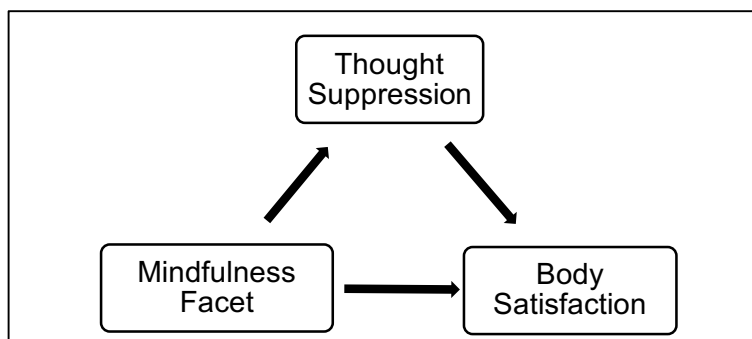 Thought
Suppression
Mindfulness
Facet
Body
Satisfaction